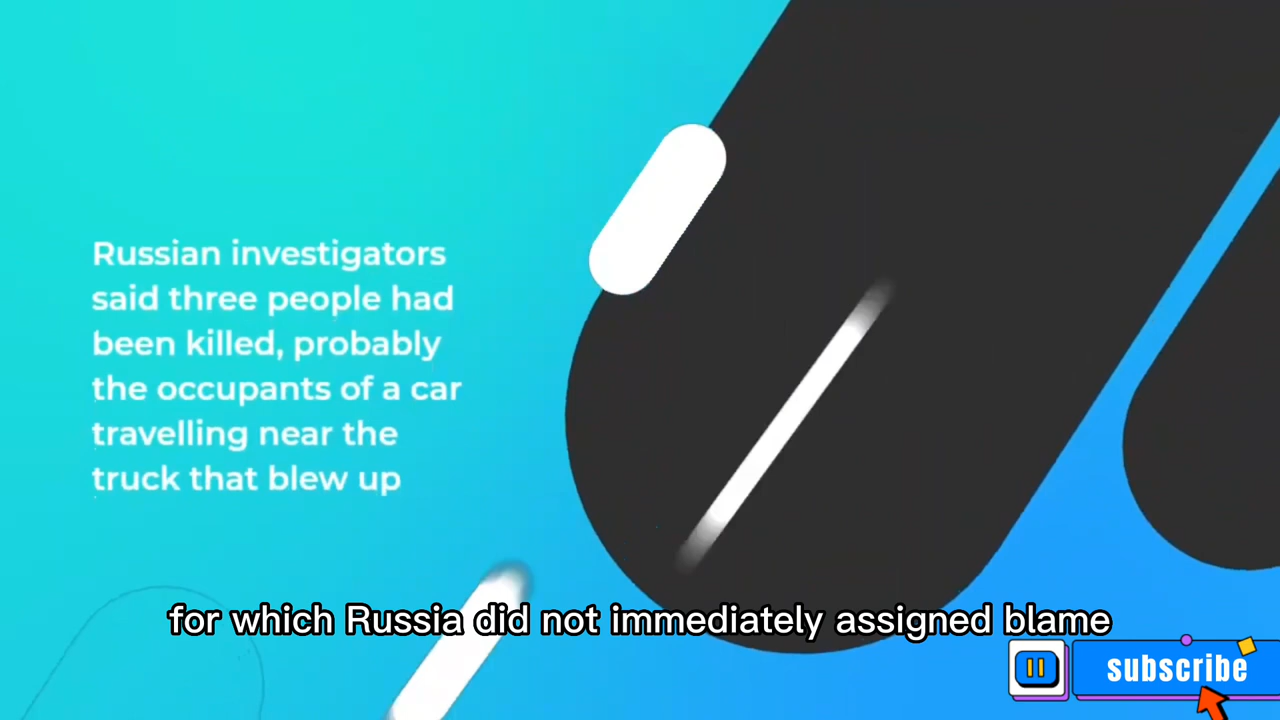 Russian investigators
said three people had
been killed, probably
the occupants of a car
travelling near the
truck that blew up
for which Russia did not immediately assigned blame
subscribe